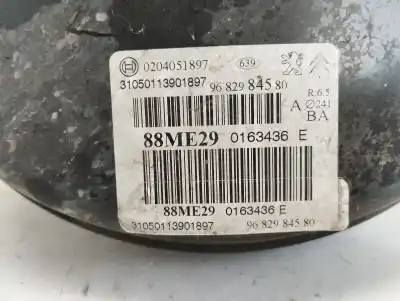 BOSCH 0204051897 639
31050113901897
96 829 845 80
R:6.5
A Ø241
BA
88ME29 0163436 E
88ME29 0163436 E
31050113901897 96 829 845 80